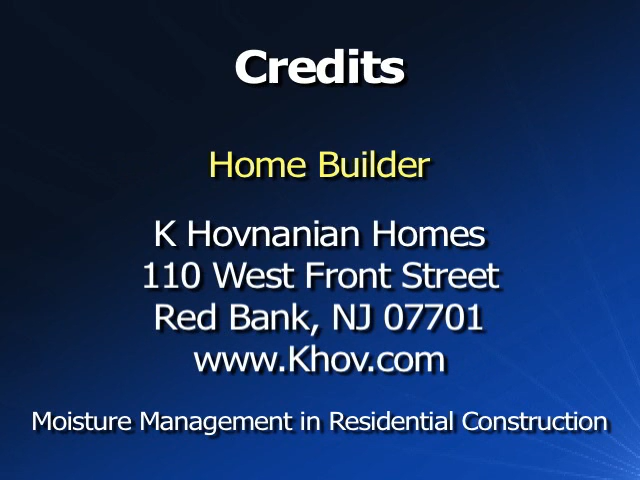 Credits
Home Builder
K Hovnanian Homes
110 West Front Street
Red Bank, NJ 07701
www.Khov.com
Moisture Management in Residential Construction